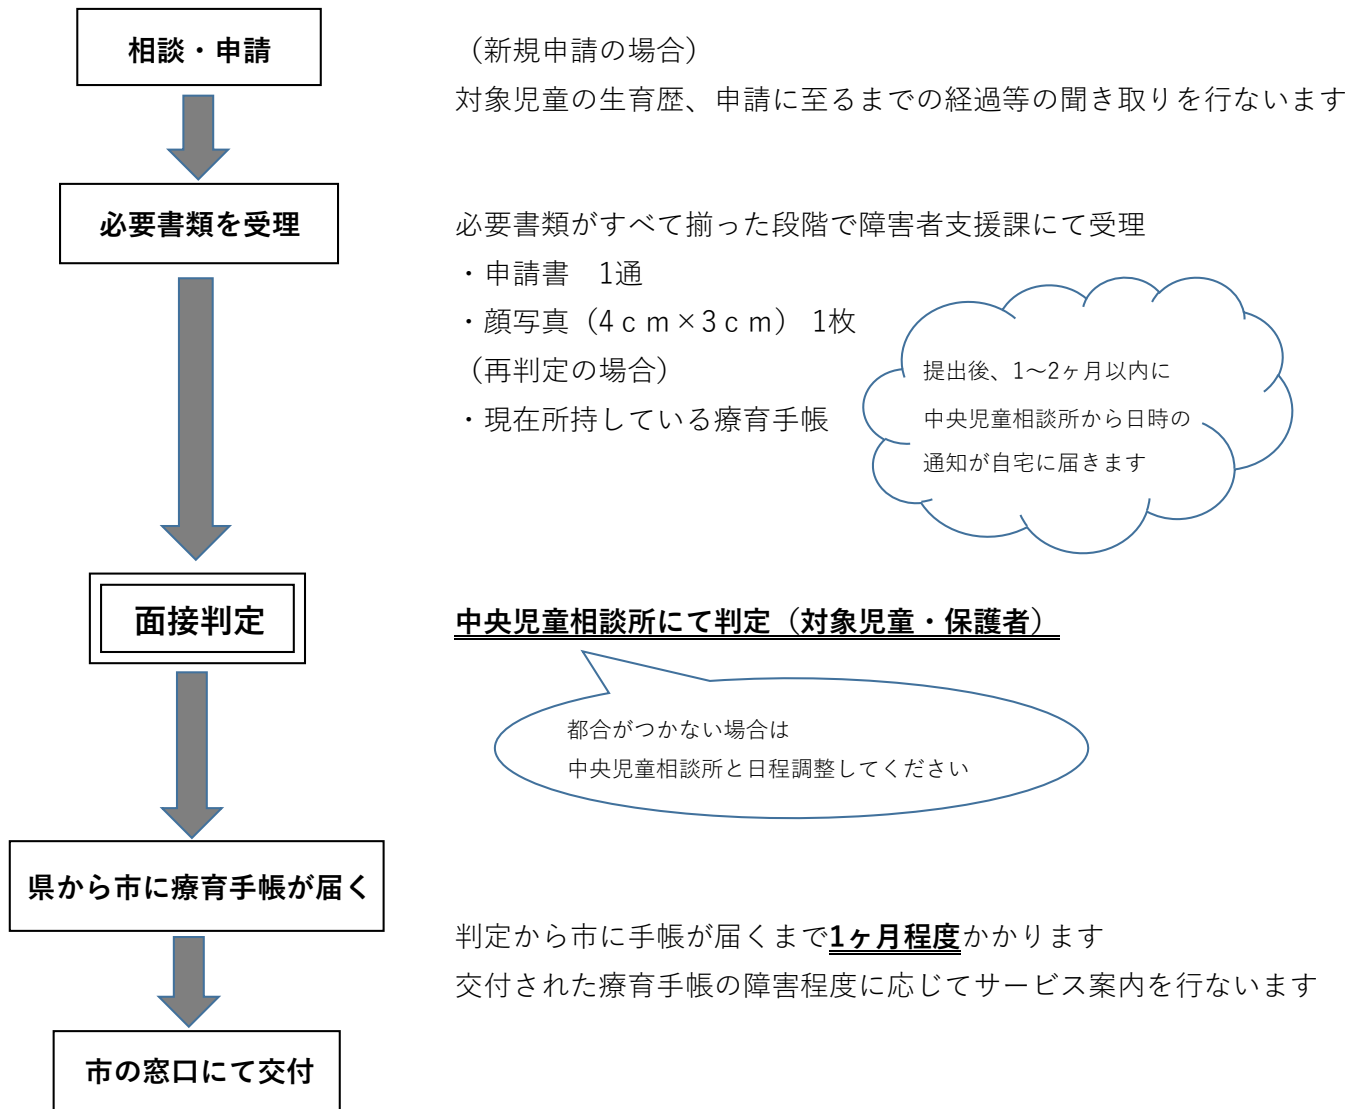 相談・申請
（新規申請の場合）
対象児童の生育歴、申請に至るまでの経過等の聞き取りを行ないます
必要書類を受理
必要書類がすべて揃った段階で障害者支援課にて受理
・申請書　1通
・顔写真（4ｃｍ×3ｃｍ） 1枚
（再判定の場合）
・現在所持している療育手帳
提出後、1～2ヶ月以内に
中央児童相談所から日時の
通知が自宅に届きます
面接判定
中央児童相談所にて判定（対象児童・保護者）
都合がつかない場合は
中央児童相談所と日程調整してください
県から市に療育手帳が届く
判定から市に手帳が届くまで1ヶ月程度かかります
交付された療育手帳の障害程度に応じてサービス案内を行ないます
市の窓口にて交付